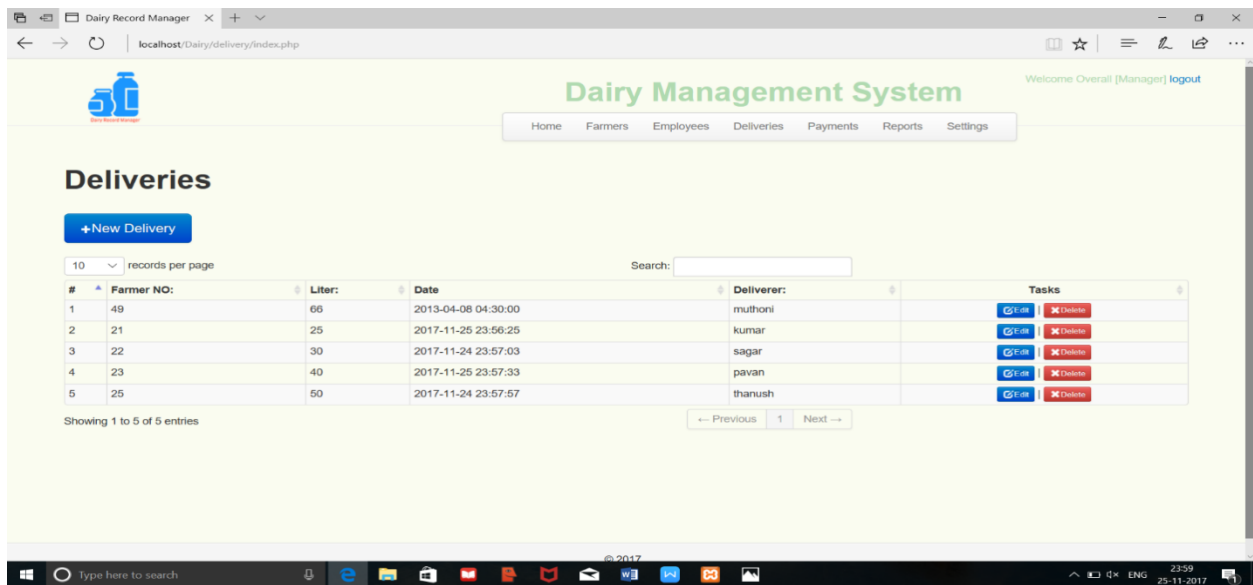 Dairy Record Manager
localhost/Dairy/delivery/index.php
Dairy Record Manager
Dairy Management System
Welcome Overall [Manager] logout
Home Farmers Employees Deliveries Payments Reports Settings
Deliveries
+New Delivery
10 records per page Search:
# Farmer NO: Liter: Date Deliverer: Tasks
1 49 66 2013-04-08 04:30:00 muthoni Edit | Delete
2 21 25 2017-11-25 23:56:25 kumar Edit | Delete
3 22 30 2017-11-24 23:57:03 sagar Edit | Delete
4 23 40 2017-11-25 23:57:33 pavan Edit | Delete
5 25 50 2017-11-24 23:57:57 thanush Edit | Delete
Showing 1 to 5 of 5 entries ← Previous 1 Next →
© 2017
Type here to search ENG 23:59
25-11-2017